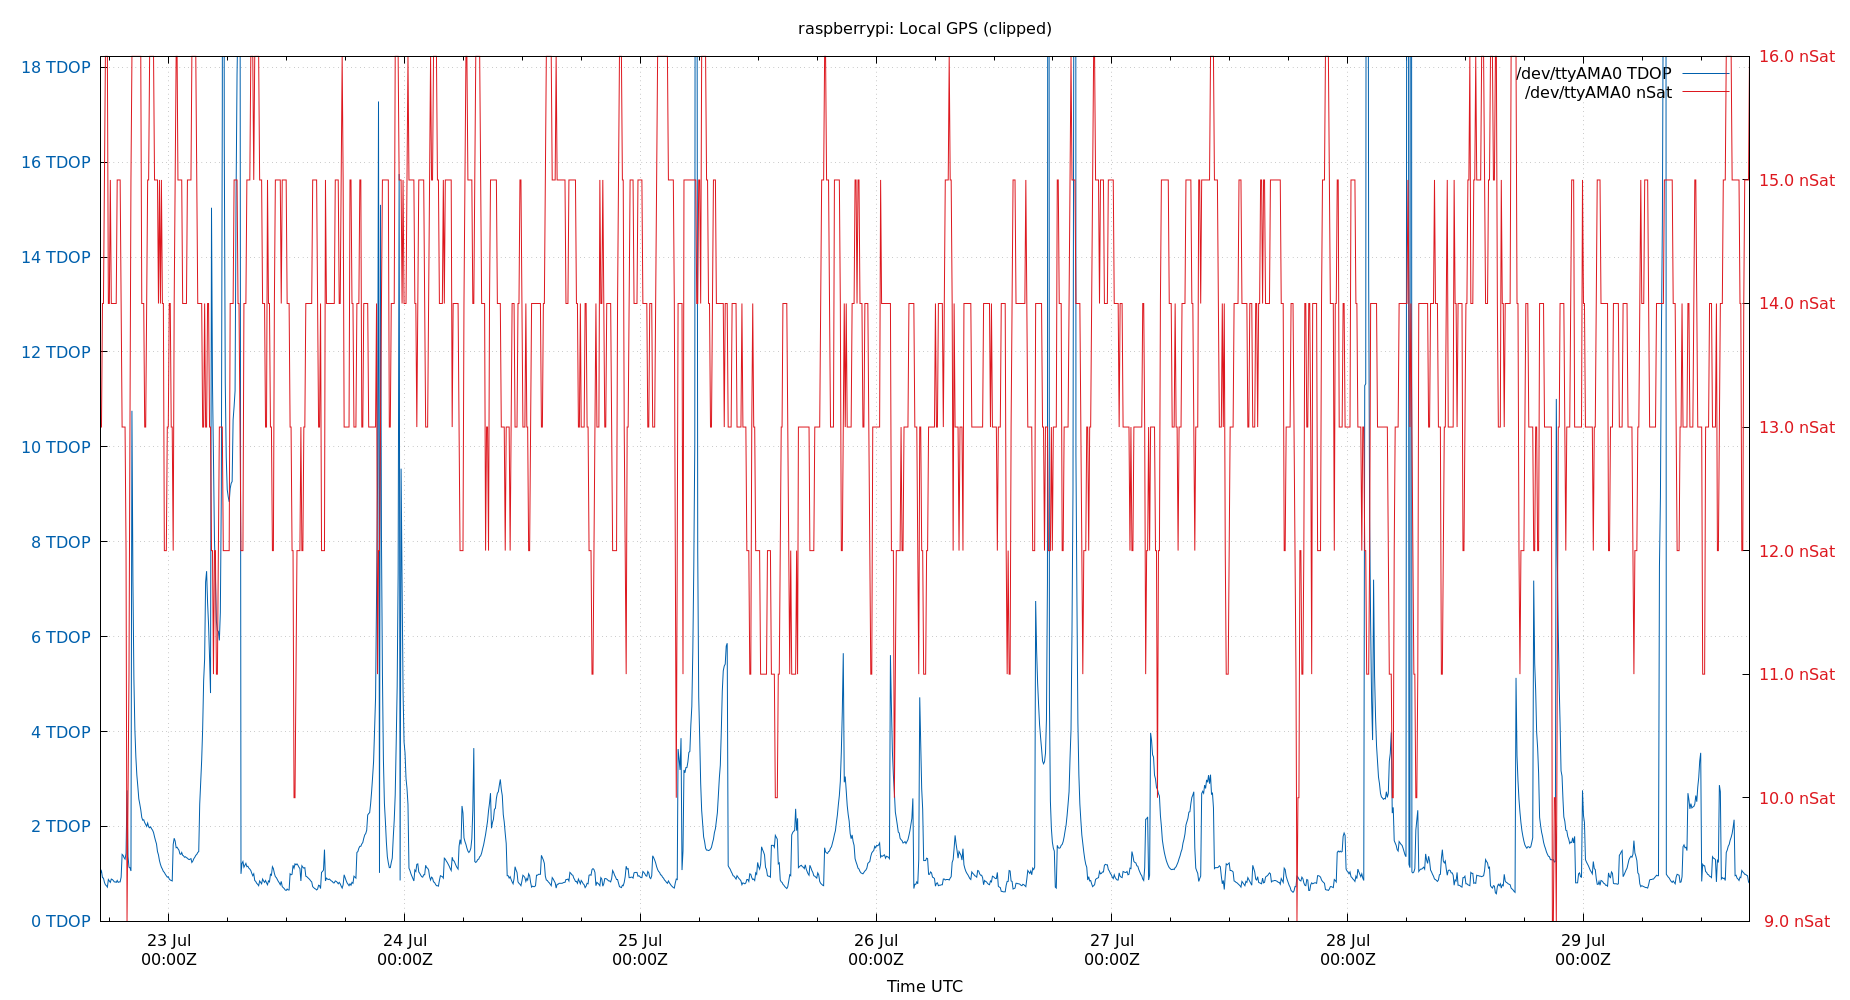 raspberrypi: Local GPS (clipped)
18 TDOP
16 TDOP
14 TDOP
12 TDOP
10 TDOP
8 TDOP
6 TDOP
4 TDOP
2 TDOP
0 TDOP
/dev/ttyAMA0 TDOP
/dev/ttyAMA0 nSat
16.0 nSat
15.0 nSat
14.0 nSat
13.0 nSat
12.0 nSat
11.0 nSat
10.0 nSat
9.0 nSat
23 Jul
00:00Z
24 Jul
00:00Z
25 Jul
00:00Z
26 Jul
00:00Z
27 Jul
00:00Z
28 Jul
00:00Z
29 Jul
00:00Z
Time UTC